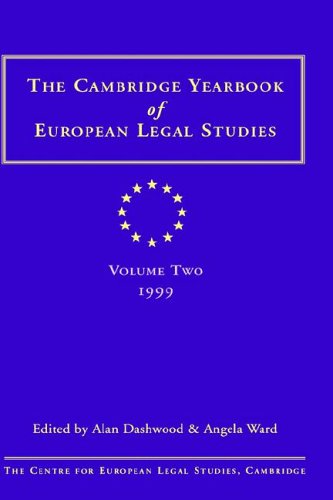 THE CAMBRIDGE YEARBOOK
of
EUROPEAN LEGAL STUDIES
VOLUME TWO
1999
Edited by Alan Dashwood & Angela Ward
THE CENTRE FOR EUROPEAN LEGAL STUDIES, CAMBRIDGE